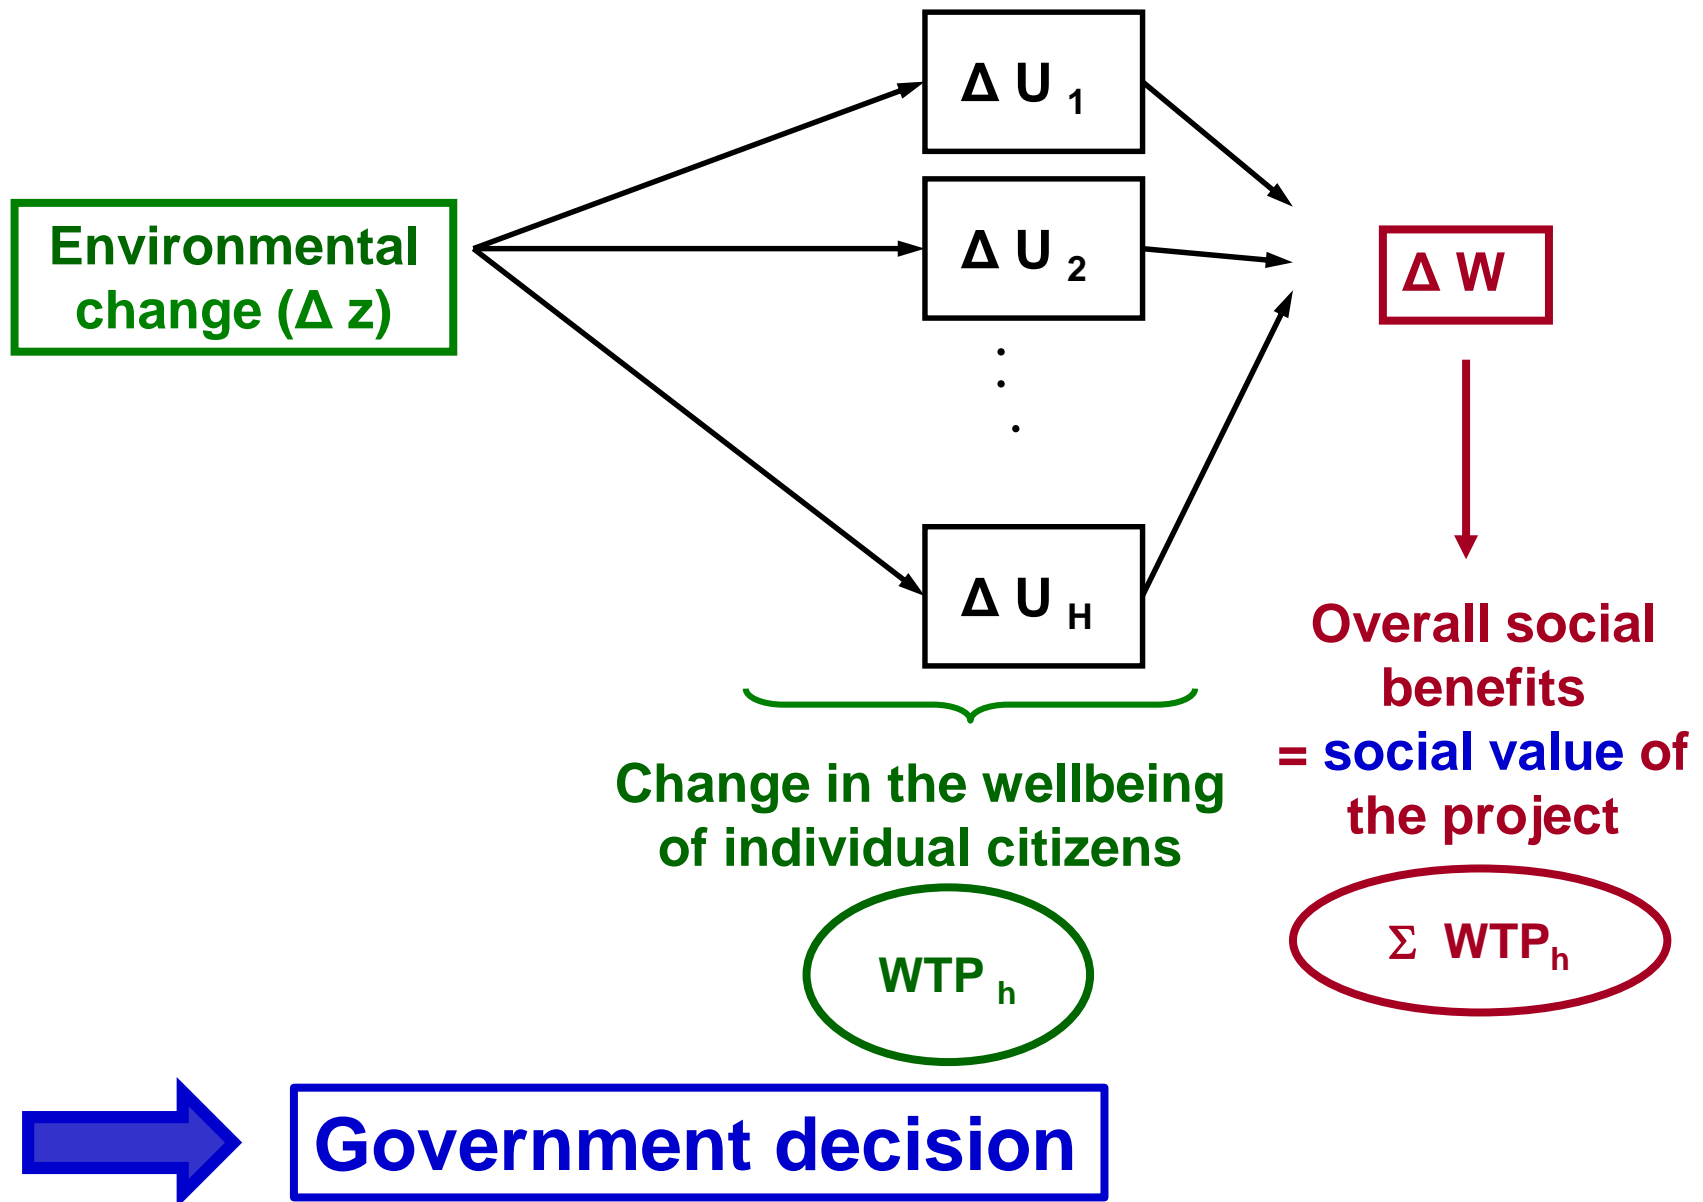 Δ U 1
Environmental
change (Δ z)
Δ U 2
Δ W
.
.
.
Δ U H
Overall social
benefits
= social value of
the project
Change in the wellbeing
of individual citizens
WTP h
Σ WTPh
Government decision